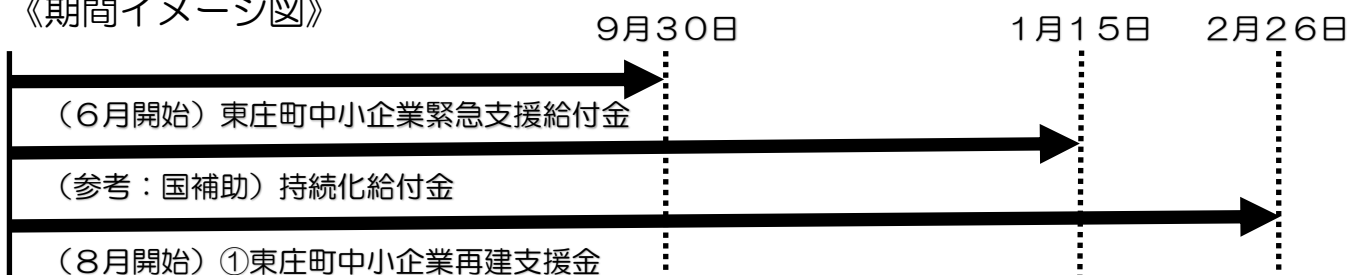 《期間イメージ図》
９月３０日 １月１５日 ２月２６日
（６月開始）東庄町中小企業緊急支援給付金
（参考：国補助）持続化給付金
（８月開始）①東庄町中小企業再建支援金